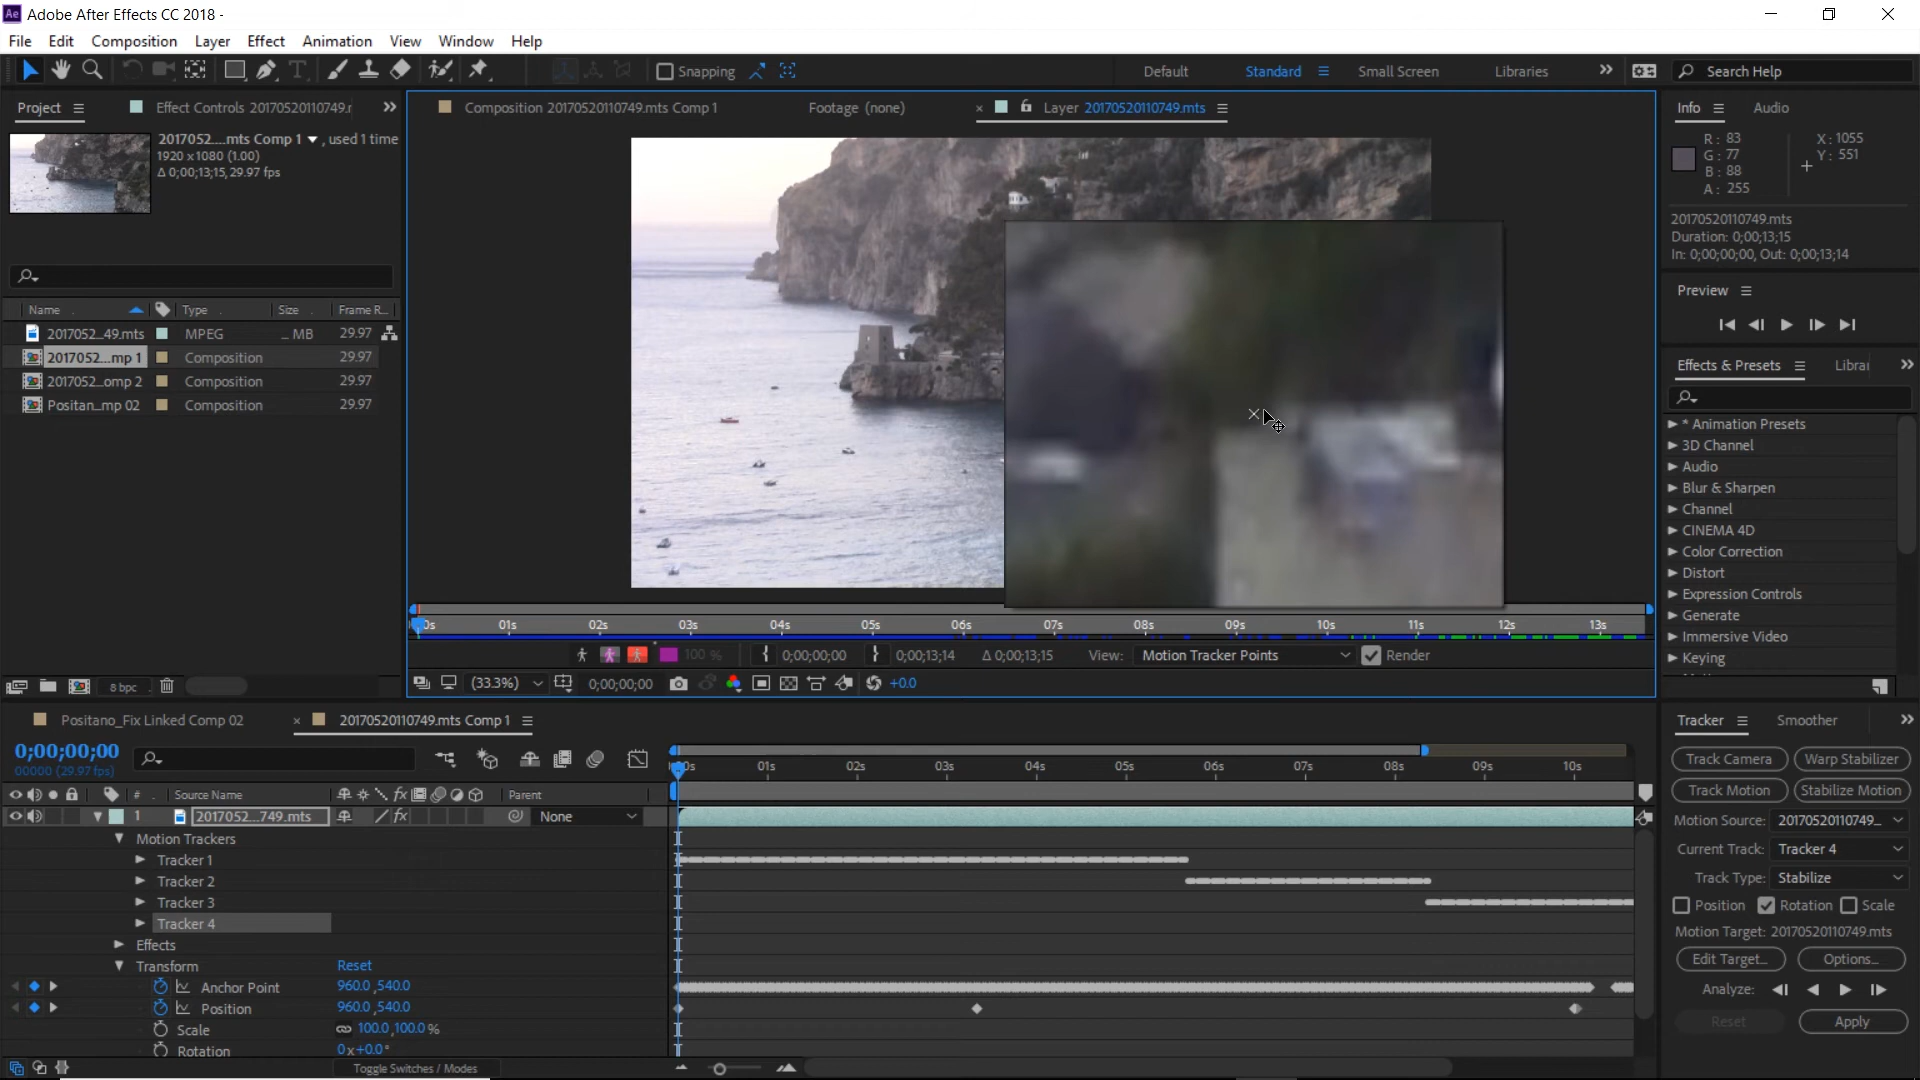 Ae Adobe After Effects CC 2018 -
File Edit Composition Layer Effect Animation View Window Help
Snapping Default Standard Small Screen Libraries Search Help
Project Effect Controls 20170520110749.r
Composition 20170520110749.mts Comp 1 Footage (none) Layer 20170520110749.mts
Info Audio
2017052....mts Comp 1 , used 1 time
1920 x 1080 (1.00)
Δ 0;00;13;15, 29.97 fps
R: 83 X: 1055
G: 77 Y: 551
B: 88
A: 255
20170520110749.mts
Duration: 0;00;13;15
In: 0;00;00;00, Out: 0;00;13;14
Preview
Name Type Size Frame R...
2017052...49.mts MPEG ... MB 29.97
2017052...mp 1 Composition 29.97
2017052...omp 2 Composition 29.97
Positan...mp 02 Composition 29.97
Effects & Presets Librai
* Animation Presets
3D Channel
Audio
Blur & Sharpen
Channel
CINEMA 4D
Color Correction
Distort
Expression Controls
Generate
Immersive Video
Keying
0s 01s 02s 03s 04s 05s 06s 07s 08s 09s 10s 11s 12s 13s
100 % 0;00;00;00 0;00;13;14 Δ 0;00;13;15 View: Motion Tracker Points Render
8 bpc (33.3%) 0;00;00;00 +0.0
Positano_Fix Linked Comp 02 20170520110749.mts Comp 1
0;00;00;00
00000 (29.97 fps)
00s 01s 02s 03s 04s 05s 06s 07s 08s 09s 10s
# Source Name Parent
1 2017052...749.mts fx None
Motion Trackers
Tracker 1
Tracker 2
Tracker 3
Tracker 4
Effects
Transform Reset
Anchor Point 960.0 ,540.0
Position 960.0 ,540.0
Scale 100.0 ,100.0 %
Rotation 0 x +0.0 °
Toggle Switches / Modes
Tracker Smoother
Track Camera Warp Stabilizer
Track Motion Stabilize Motion
Motion Source: 20170520110749...
Current Track: Tracker 4
Track Type: Stabilize
Position Rotation Scale
Motion Target: 20170520110749.mts
Edit Target... Options...
Analyze:
Reset Apply